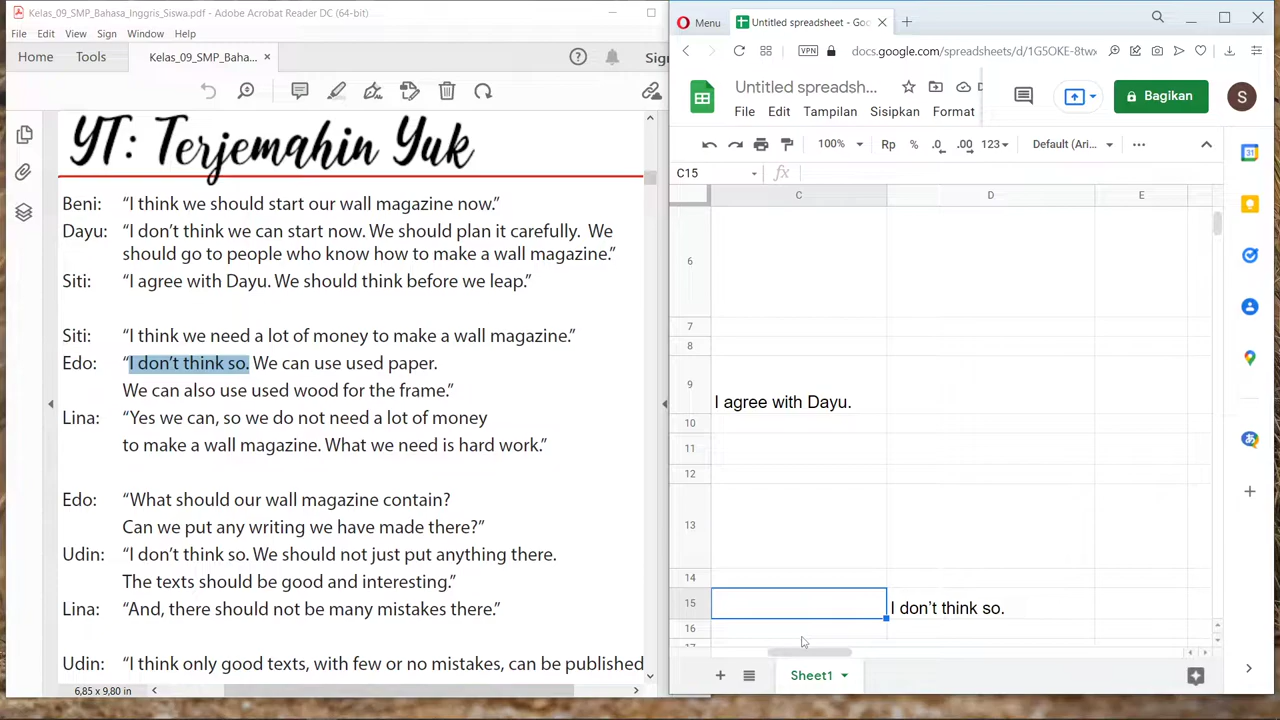 Kelas_09_SMP_Bahasa_Inggris_Siswa.pdf - Adobe Acrobat Reader DC (64-bit)
File Edit View Sign Window Help
Home Tools Kelas_09_SMP_Baha... × Sign
YT: Terjemahin Yuk
Beni: “I think we should start our wall magazine now.”
Dayu: “I don’t think we can start now. We should plan it carefully. We
should go to people who know how to make a wall magazine.”
Siti: “I agree with Dayu. We should think before we leap.”
Siti: “I think we need a lot of money to make a wall magazine.”
Edo: “I don’t think so. We can use used paper.
We can also use used wood for the frame.”
Lina: “Yes we can, so we do not need a lot of money
to make a wall magazine. What we need is hard work.”
Edo: “What should our wall magazine contain?
Can we put any writing we have made there?”
Udin: “I don’t think so. We should not just put anything there.
The texts should be good and interesting.”
Lina: “And, there should not be many mistakes there.”
Udin: “I think only good texts, with few or no mistakes, can be published
6,85 x 9,80 in
Menu Untitled spreadsheet - Goo
VPN docs.google.com/spreadsheets/d/1G5OKE-8twx
Untitled spreadsh...
File Edit Tampilan Sisipkan Format
Bagikan
S
100% Rp % .0 .00 123 Default (Ari...
C15 fx
C D E
6
7
8
9 I agree with Dayu.
10
11
12
13
14
15 I don’t think so.
16
17
Sheet1
31